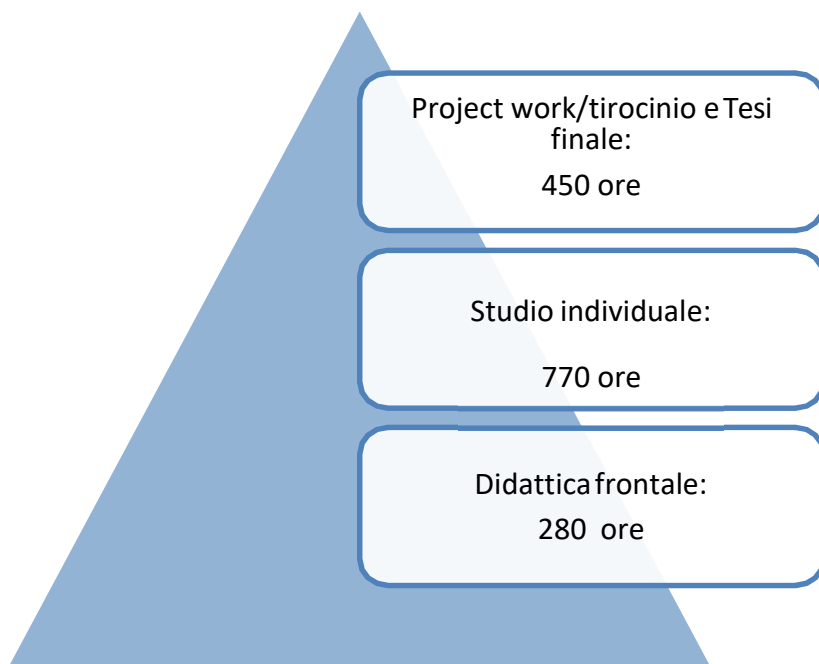 Project work/tirocinio e Tesi
finale:
450 ore
Studio individuale:
770 ore
Didattica frontale:
280 ore